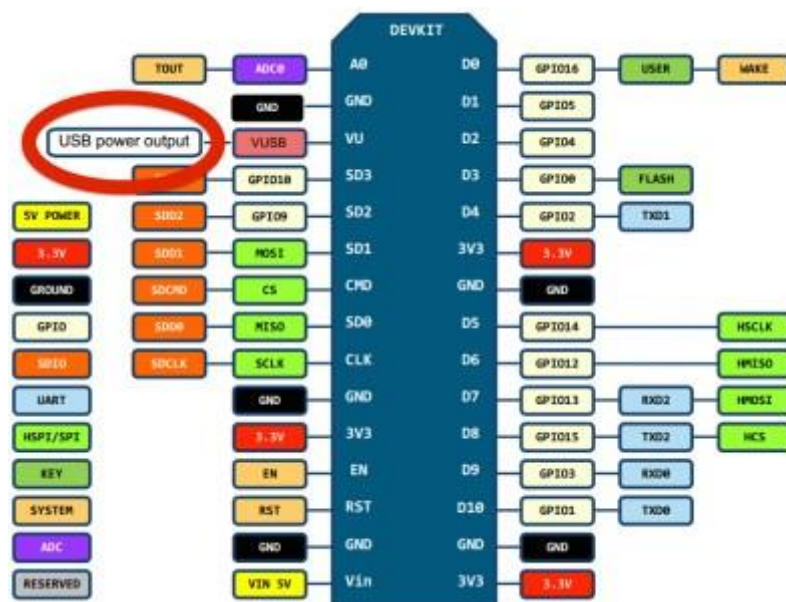 DEVKIT
TOUT ADC0 A0 D0 GPIO16 USER WAKE
GND GND D1 GPIO5
USB power output VUSB VU D2 GPIO4
GPIO10 SD3 D3 GPIO0 FLASH
5V POWER SDD2 GPIO9 SD2 D4 GPIO2 TXD1
3.3V SDD1 MOSI SD1 3V3 3.3V
GROUND SDCMD CS CMD GND GND
GPIO SDD0 MISO SD0 D5 GPIO14 HSCLK
SDIO SDCLK SCLK CLK D6 GPIO12 HMISO
UART GND GND D7 GPIO13 RXD2 HMOSI
HSPI/SPI 3.3V 3V3 D8 GPIO15 TXD2 HCS
KEY EN EN D9 GPIO3 RXD0
SYSTEM RST RST D10 GPIO1 TXD0
ADC GND GND GND GND
RESERVED VIN 5V Vin 3V3 3.3V